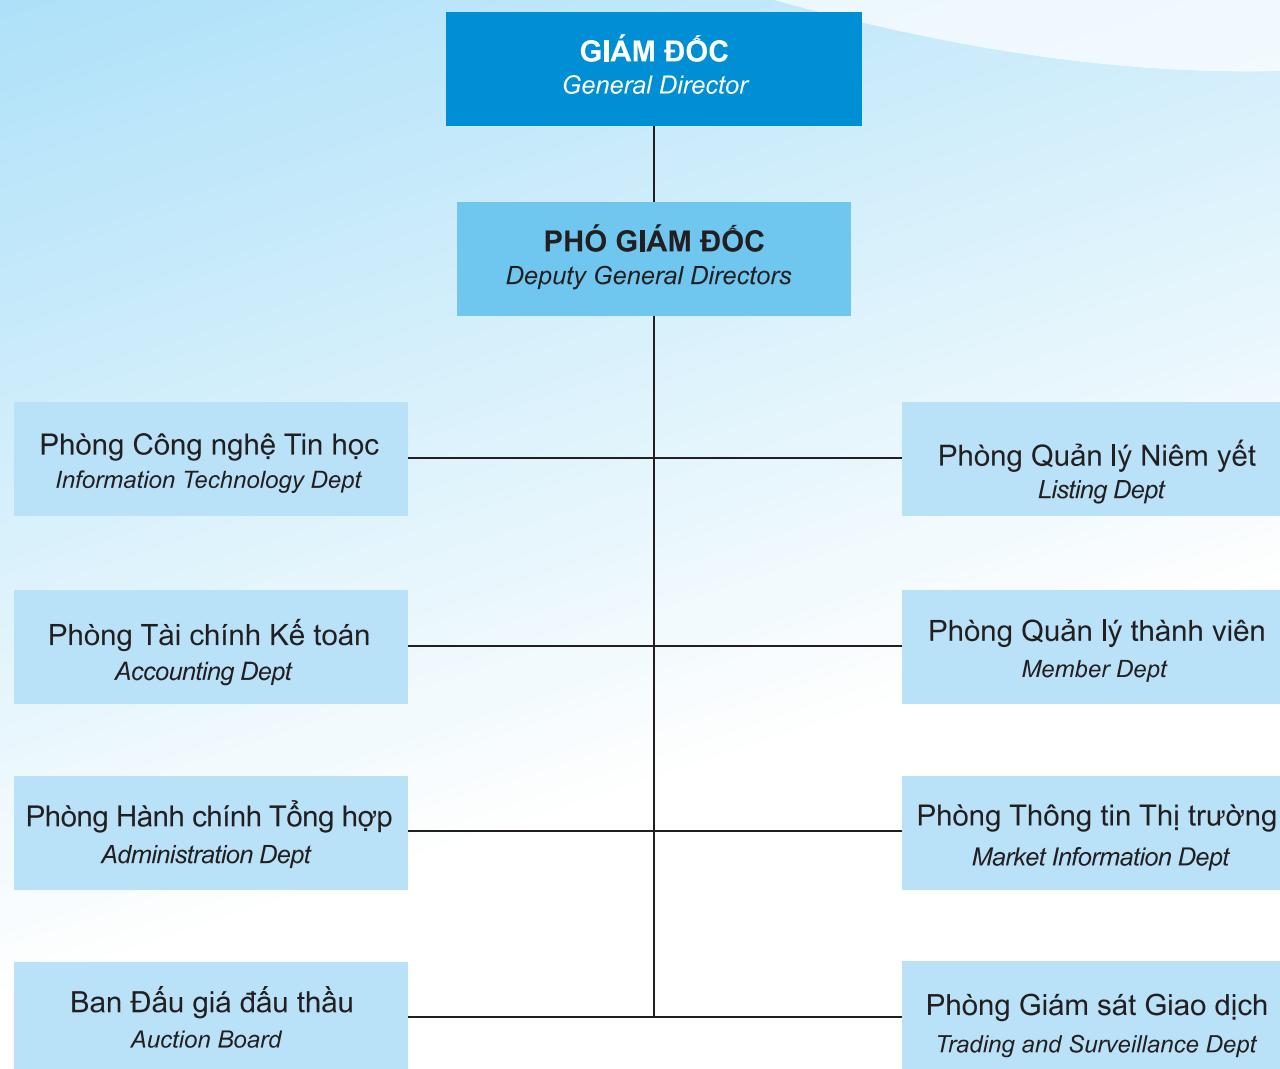 GIÁM ĐỐC
General Director
PHÓ GIÁM ĐỐC
Deputy General Directors
Phòng Công nghệ Tin học
Information Technology Dept
Phòng Quản lý Niêm yết
Listing Dept
Phòng Tài chính Kế toán
Accounting Dept
Phòng Quản lý thành viên
Member Dept
Phòng Hành chính Tổng hợp
Administration Dept
Phòng Thông tin Thị trường
Market Information Dept
Ban Đấu giá đấu thầu
Auction Board
Phòng Giám sát Giao dịch
Trading and Surveillance Dept